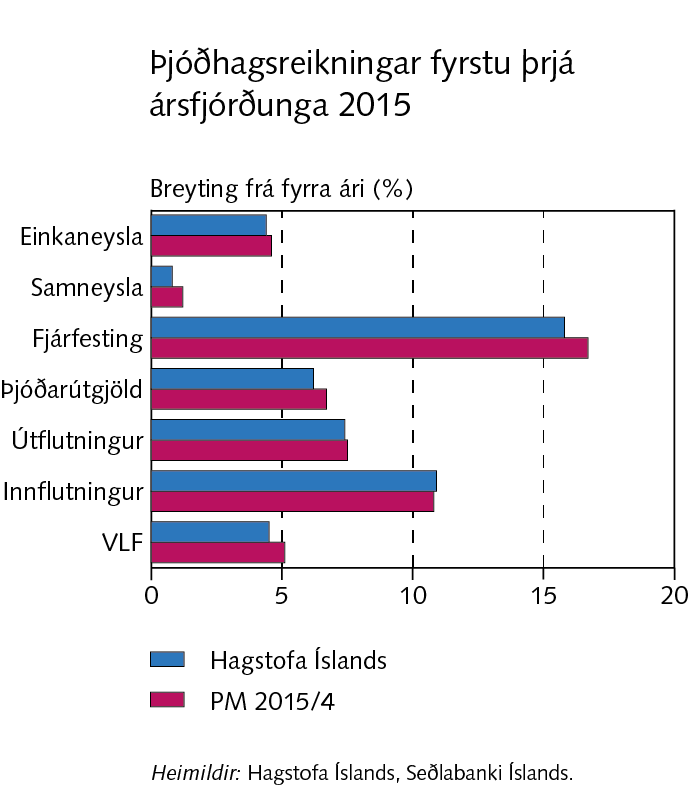 Þjóðhagsreikningar fyrstu þrjá
ársfjórðunga 2015
Breyting frá fyrra ári (%)
Einkaneysla
Samneysla
Fjárfesting
Þjóðarútgjöld
Útflutningur
Innflutningur
VLF
0 5 10 15 20
Hagstofa Íslands
PM 2015/4
Heimildir: Hagstofa Íslands, Seðlabanki Íslands.